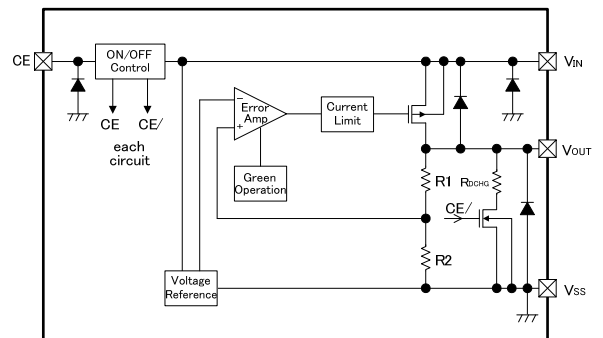 CE
ON/OFF
Control
VIN
CE CE/
each
circuit
−
Error
Amp
+
Current
Limit
VOUT
Green
Operation
R1
RDCHG
CE/
R2
Voltage
Reference
VSS